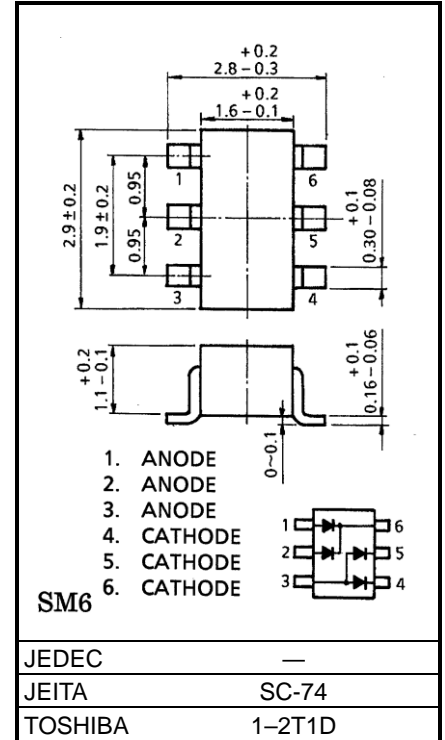 +0.2
2.8−0.3
+0.2
1.6−0.1
2.9±0.2
1.9±0.2
0.95
0.95
1
2
3
6
5
4
+0.1
0.30−0.08
+0.2
1.1−0.1
+0.1
0.16−0.06
0~0.1
1. ANODE
2. ANODE
3. ANODE
4. CATHODE
5. CATHODE
6. CATHODE
1
2
3
6
5
4
SM6
JEDEC —
JEITA SC-74
TOSHIBA 1–2T1D